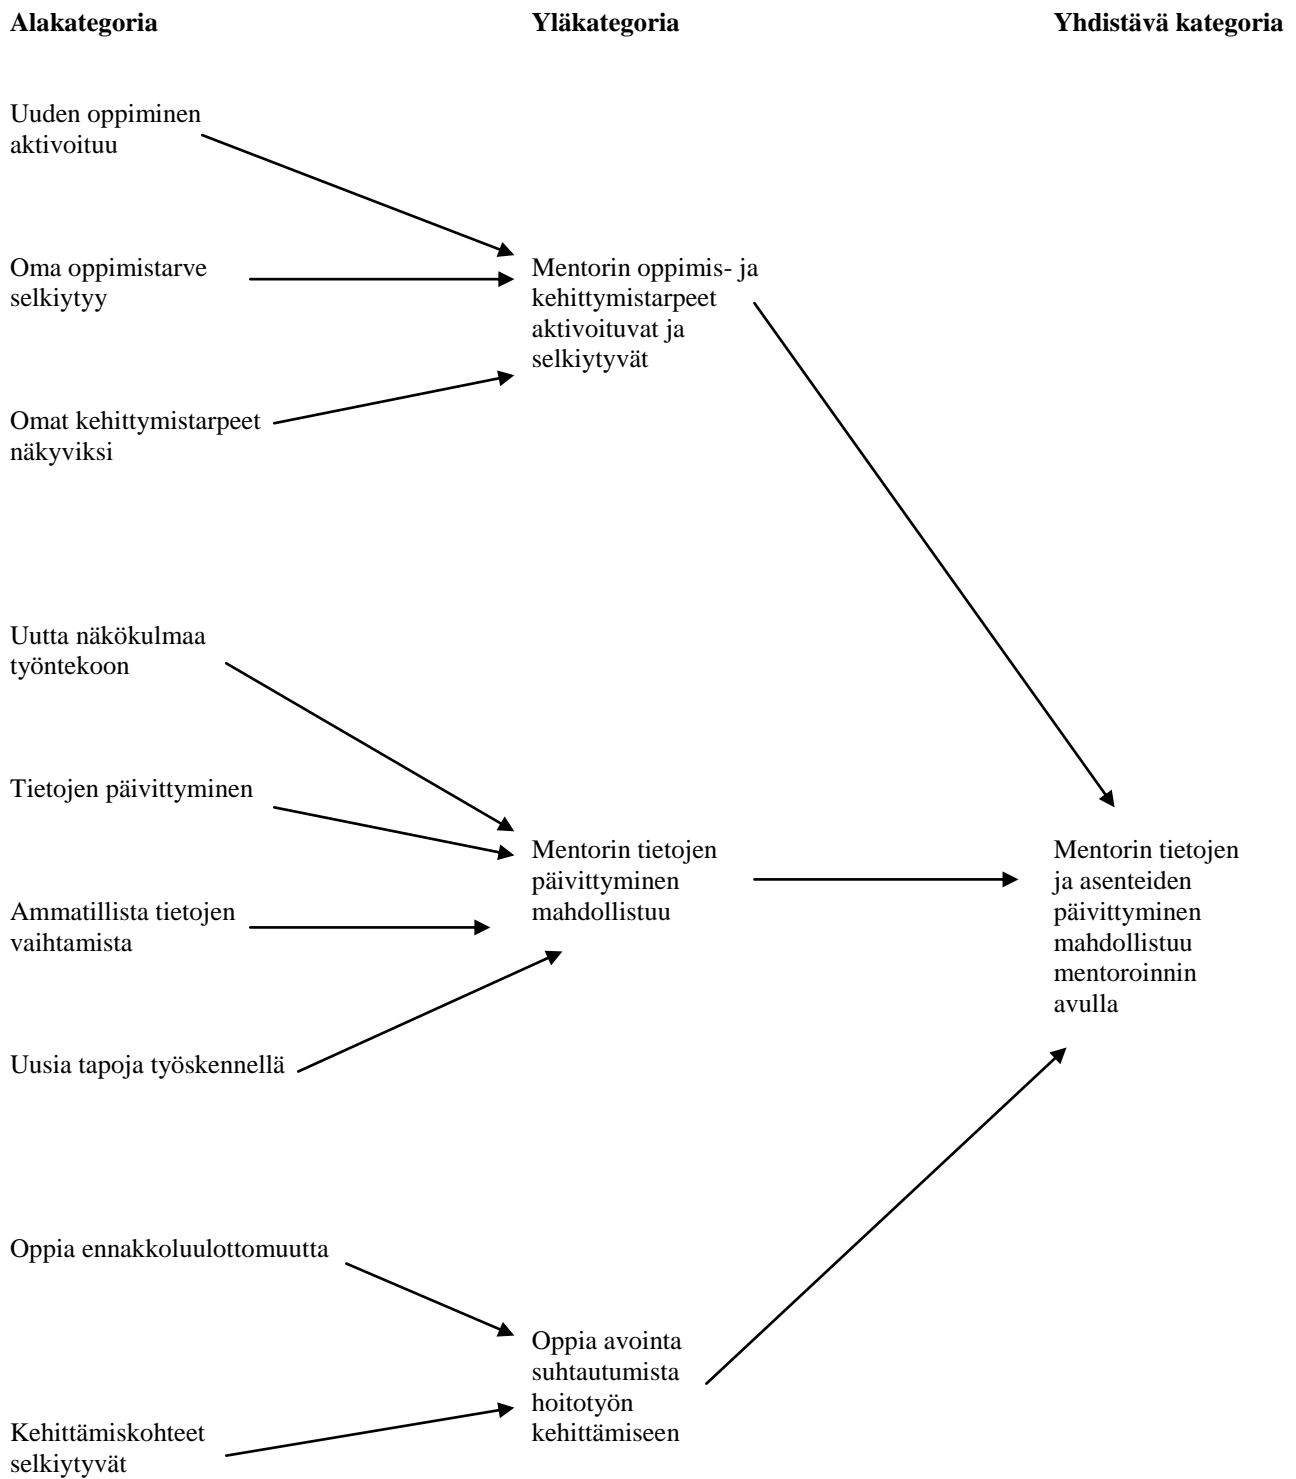 Alakategoria
Yläkategoria
Yhdistävä kategoria
Uuden oppiminen
aktivoituu
Oma oppimistarve
selkiytyy
Mentorin oppimis- ja
kehittymistarpeet
aktivoituvat ja
selkiytyvät
Omat kehittymistarpeet
näkyviksi
Uutta näkökulmaa
työntekoon
Tietojen päivittyminen
Mentorin tietojen
päivittyminen
mahdollistuu
Mentorin tietojen
ja asenteiden
päivittyminen
mahdollistuu
mentoroinnin
avulla
Ammatillista tietojen
vaihtamista
Uusia tapoja työskennellä
Oppia ennakkoluulottomuutta
Oppia avointa
suhtautumista
hoitotyön
kehittämiseen
Kehittämiskohteet
selkiytyvät